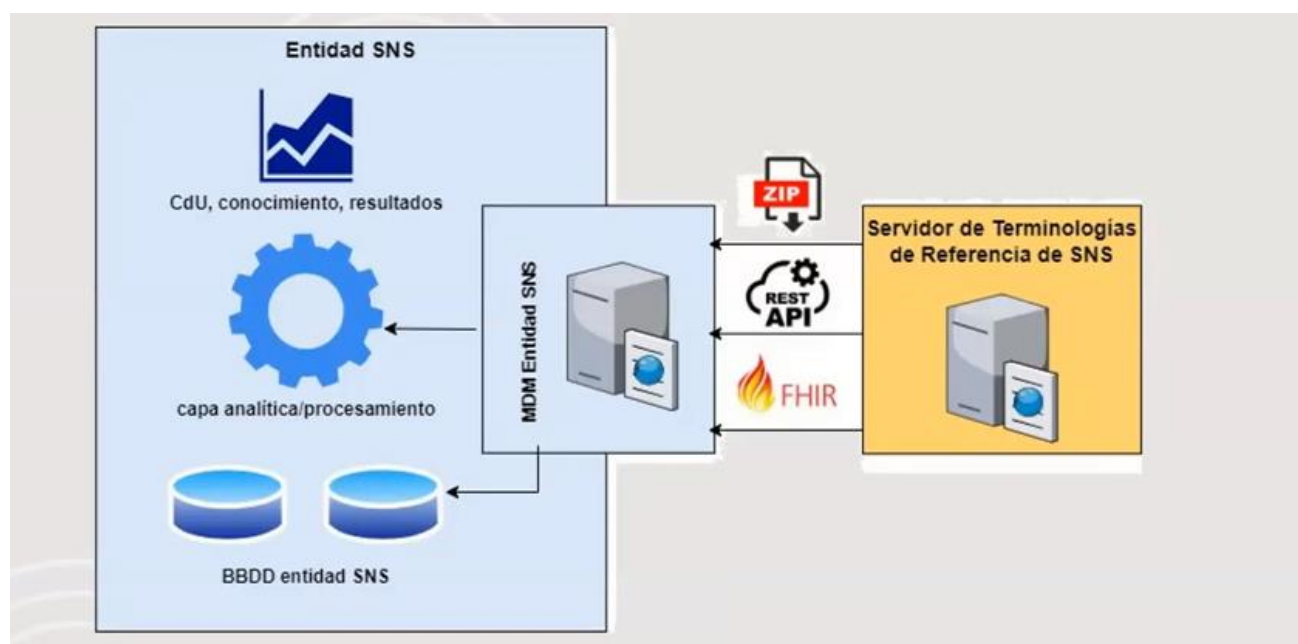 Entidad SNS
CdU, conocimiento, resultados
capa analítica/procesamiento
BBDD entidad SNS
MDM Entidad SNS
ZIP
REST
API
FHIR
Servidor de Terminologías
de Referencia de SNS